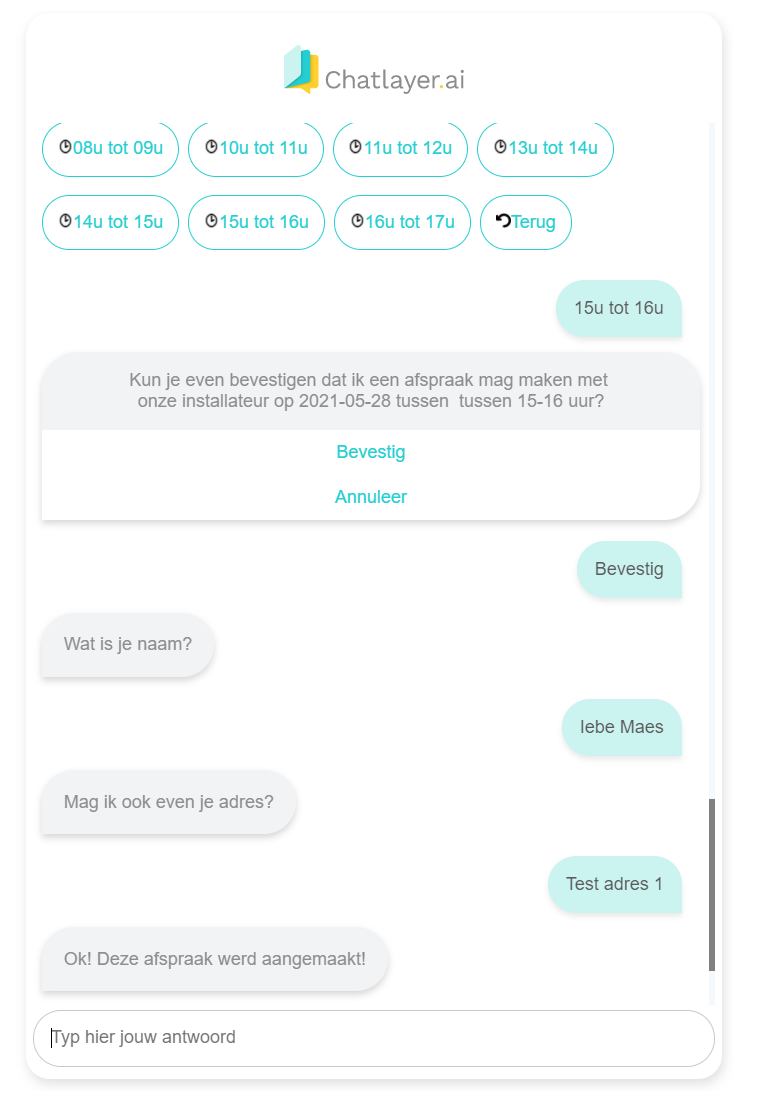 Chatlayer.ai
08u tot 09u
10u tot 11u
11u tot 12u
13u tot 14u
14u tot 15u
15u tot 16u
16u tot 17u
Terug
15u tot 16u
Kun je even bevestigen dat ik een afspraak mag maken met
onze installateur op 2021-05-28 tussen  tussen 15-16 uur?
Bevestig
Annuleer
Bevestig
Wat is je naam?
Iebe Maes
Mag ik ook even je adres?
Test adres 1
Ok! Deze afspraak werd aangemaakt!
Typ hier jouw antwoord